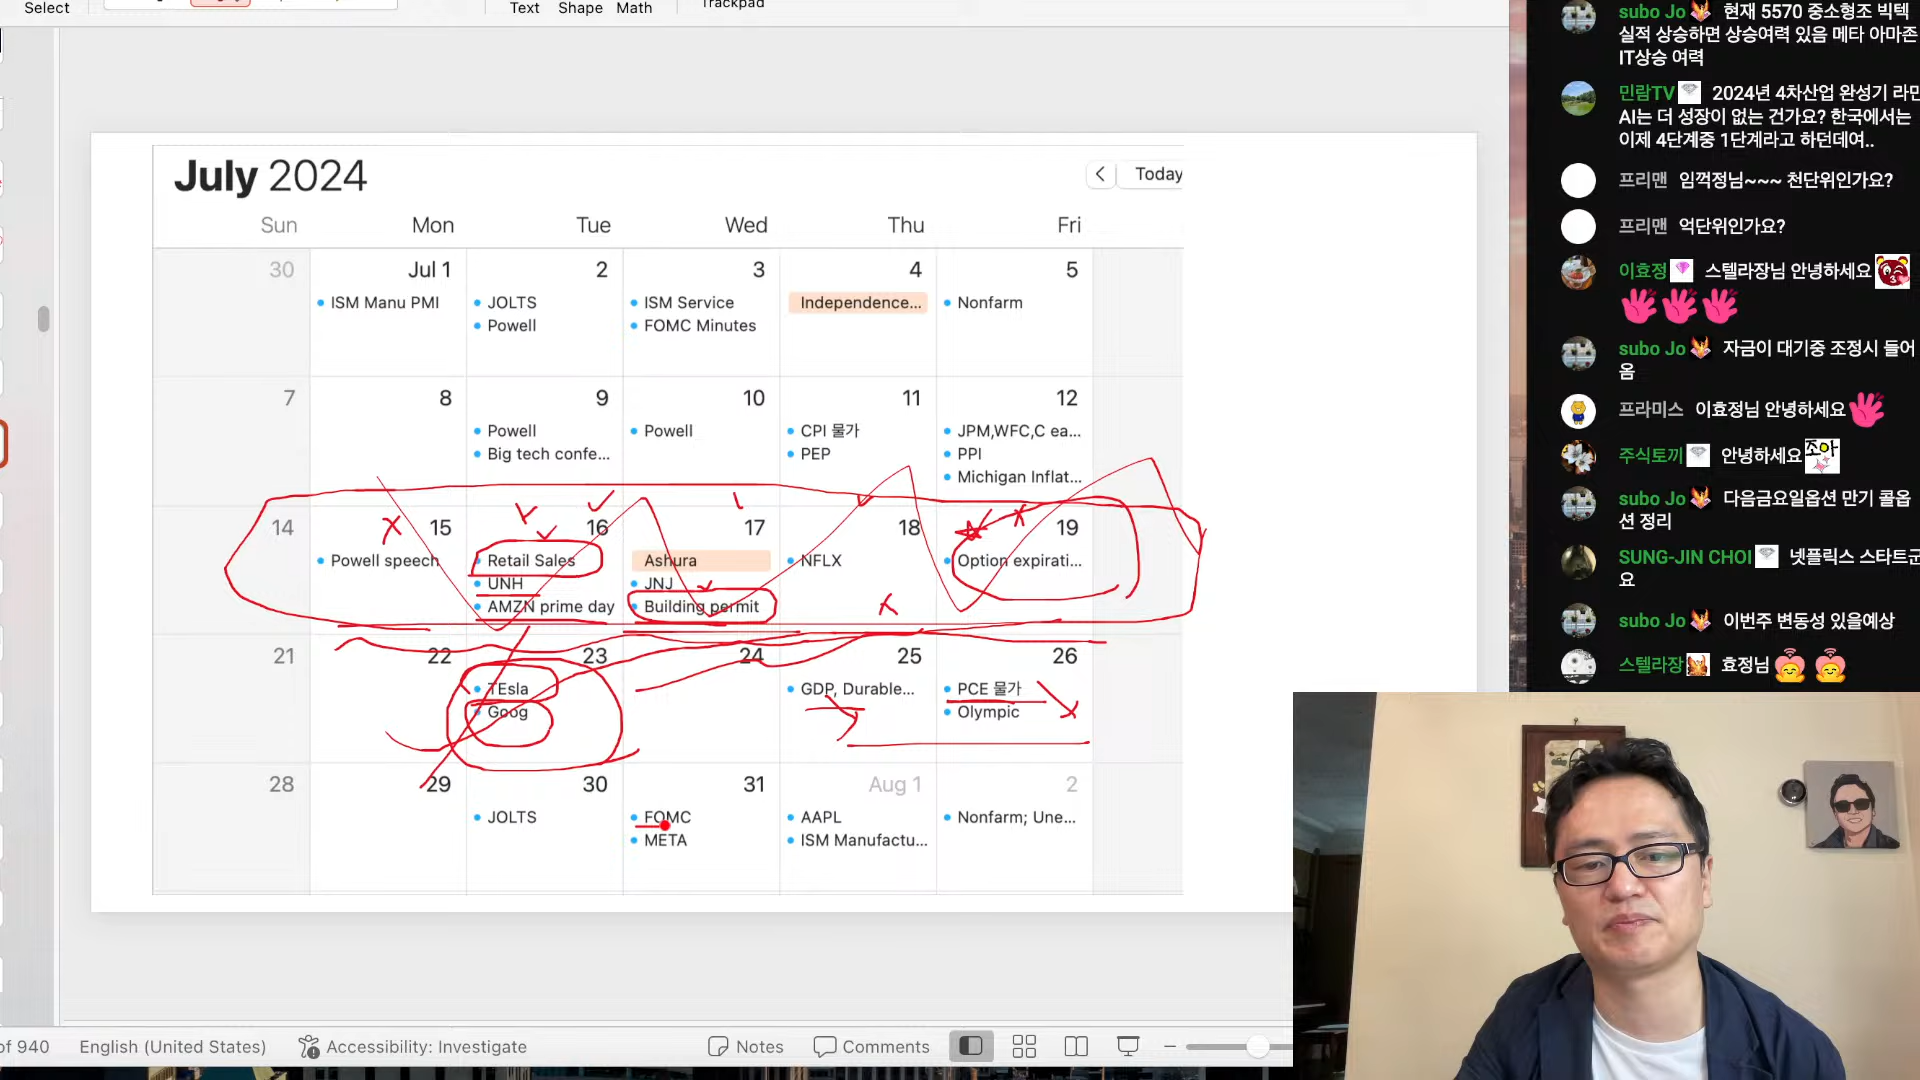 Select
Text Shape Math
Trackpad
July 2024
Today
Sun Mon Tue Wed Thu Fri
30 Jul 1 2 3 4 5
ISM Manu PMI
JOLTS
Powell
ISM Service
FOMC Minutes
Independence...
Nonfarm
7 8 9 10 11 12
Powell
Big tech confe...
Powell
CPI 물가
PEP
JPM,WFC,C ea...
PPI
Michigan Inflat...
14 15 16 17 18 19
Powell speech
Retail Sales
UNH
AMZN prime day
Ashura
JNJ
Building permit
NFLX
Option expirati...
21 22 23 24 25 26
TEsla
Goog
GDP, Durable...
PCE 물가
Olympic
28 29 30 31 Aug 1 2
JOLTS
FOMC
META
AAPL
ISM Manufactu...
Nonfarm; Une...
of 940 English (United States) Accessibility: Investigate Notes Comments
subo Jo 현재 5570 중소형조 빅텍
실적 상승하면 상승여력 있음 메타 아마존
IT상승 여력
민람TV 2024년 4차산업 완성기 라만
AI는 더 성장이 없는 건가요? 한국에서는
이제 4단계중 1단계라고 하던데여..
프리맨 임꺽정님~~~ 천단위인가요?
프리맨 억단위인가요?
이효정 스텔라장님 안녕하세요
subo Jo 자금이 대기중 조정시 들어
옴
프라미스 이효정님 안녕하세요
주식토끼 안녕하세요 조아
subo Jo 다음금요일옵션 만기 콜옵
션 정리
SUNG-JIN CHOI 넷플릭스 스타트군
요
subo Jo 이번주 변동성 있을예상
스텔라장 효정님